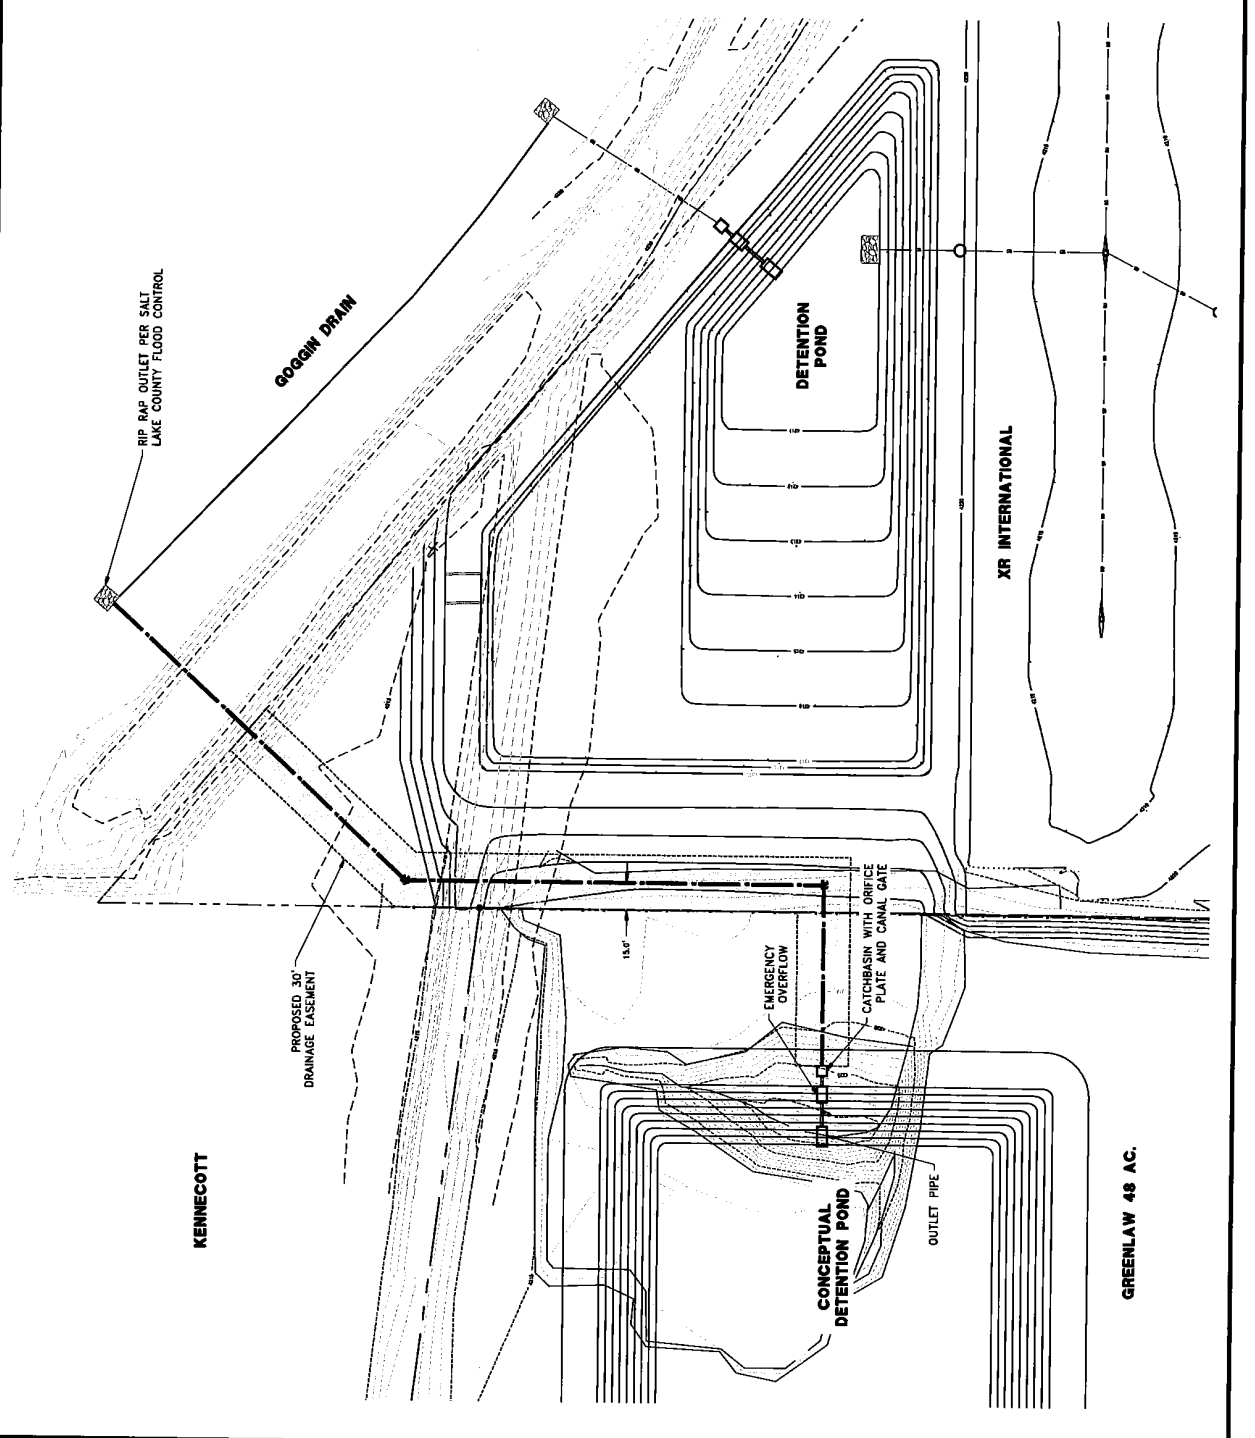 RIP RAP OUTLET PER SALT
LAKE COUNTY FLOOD CONTROL
GOGGIN DRAIN
DETENTION
POND
XR INTERNATIONAL
PROPOSED 30'
DRAINAGE EASEMENT
15.0'
EMERGENCY
OVERFLOW
CATCHBASIN WITH ORIFICE
PLATE AND CANAL GATE
KENNECOTT
CONCEPTUAL
DETENTION POND
OUTLET PIPE
GREENLAW 48 AC.